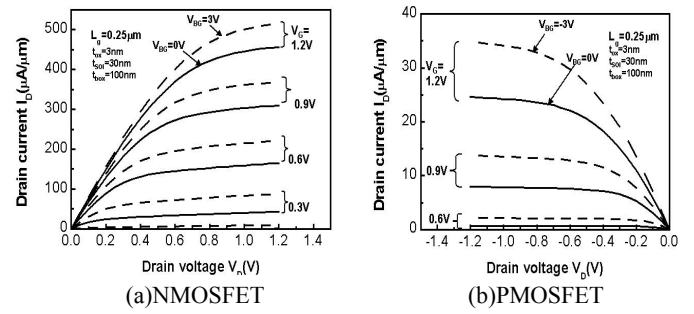 Drain current I_D(μA/μm)
500
400
300
200
100
0
0.0 0.2 0.4 0.6 0.8 1.0 1.2 1.4
Drain voltage V_D(V)
L_g=0.25μm
t_ox=3nm
t_SOI=30nm
t_box=100nm
V_BG=3V
V_BG=0V
V_G=
1.2V
0.9V
0.6V
0.3V
(a)NMOSFET
Drain current I_D(μA/μm)
40
30
20
10
0
-1.4 -1.2 -1.0 -0.8 -0.6 -0.4 -0.2 0.0
Drain voltage V_D(V)
V_BG=-3V
V_BG=0V
L_g=0.25μm
t_ox=3nm
t_SOI=30nm
t_box=100nm
V_G=
1.2V
0.9V
0.6V
(b)PMOSFET